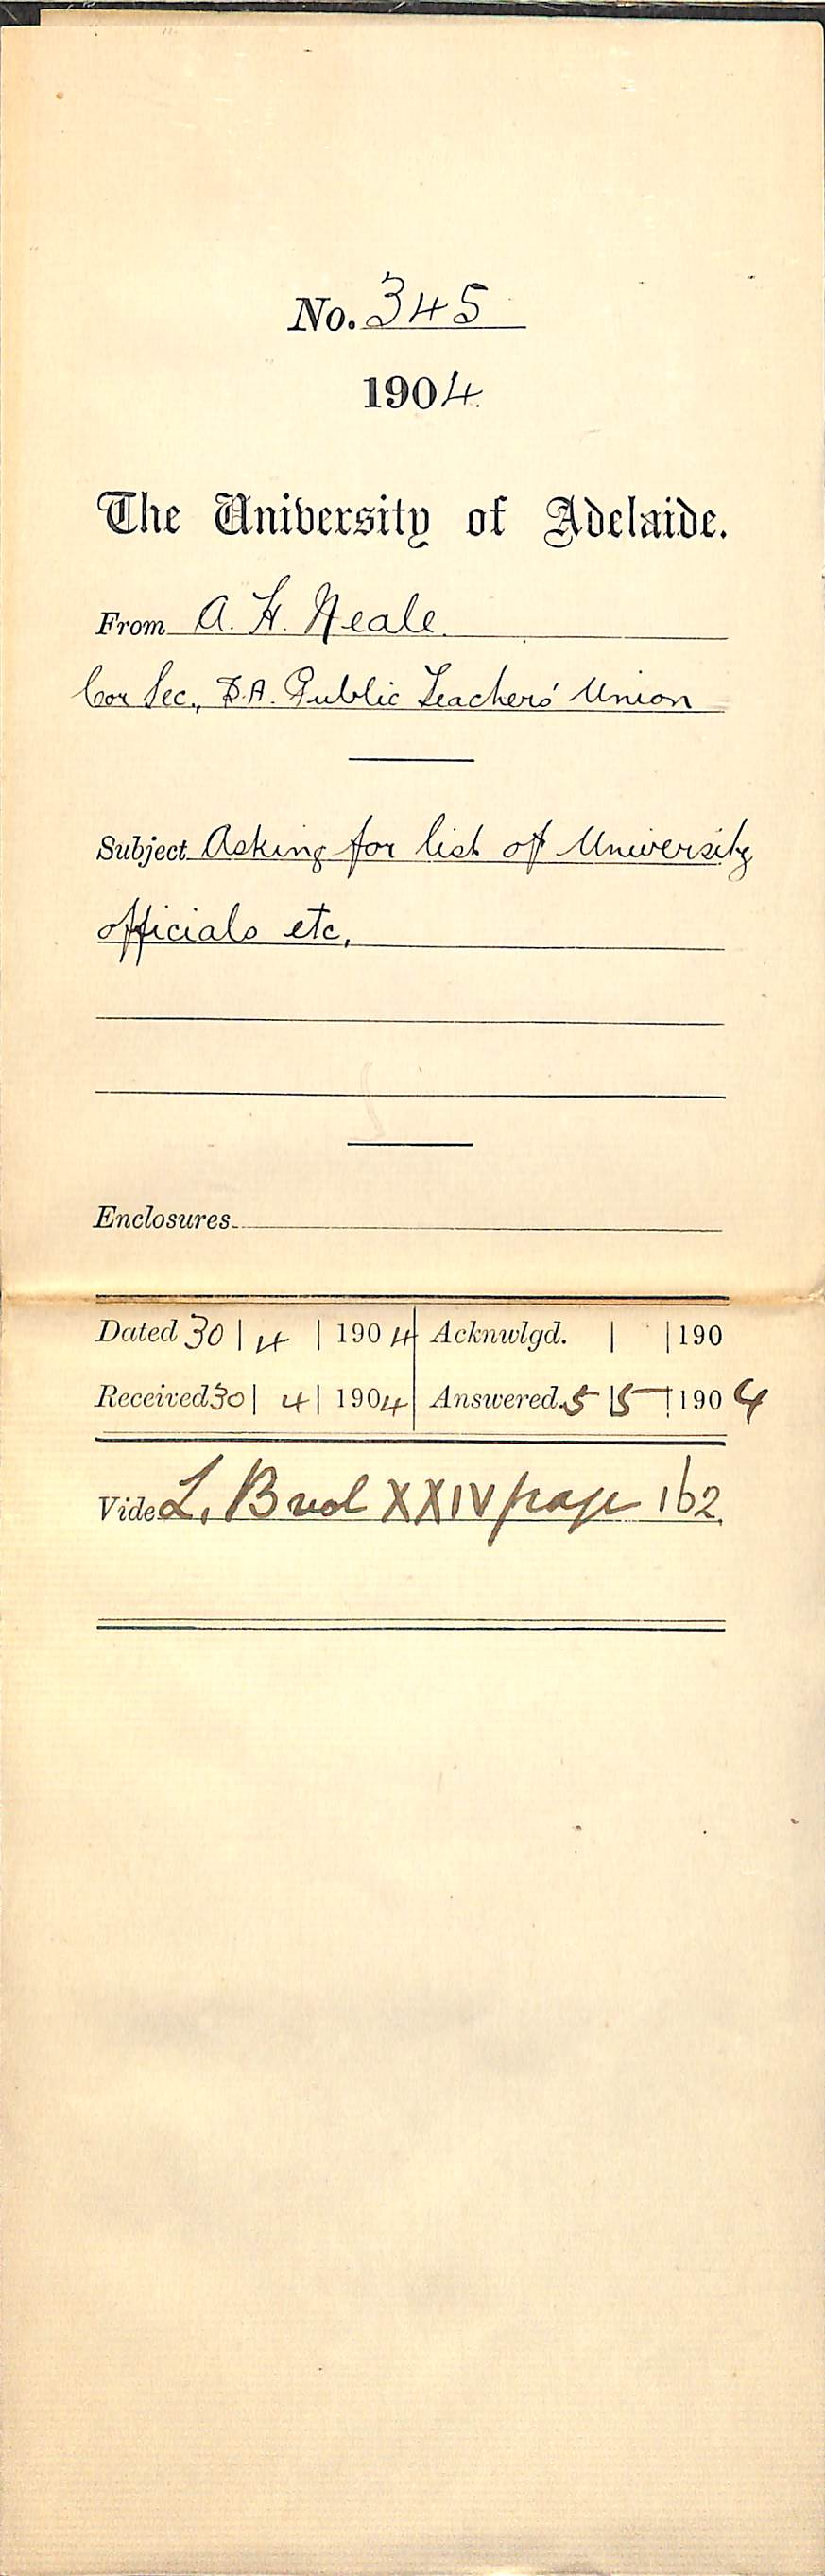 No. 345
1904.
The University of Adelaide.
From A. H. Neale.
Cor Sec., S.A. Public Teachers' Union
Subject Asking for list of University
officials etc.
Enclosures
Dated 30 | 4 | 1904 Acknwlgd. | | 190
Received 30 | 4 | 1904 Answered. 5 | 5 | 1904
Vide L. B vol XXIV page 162.